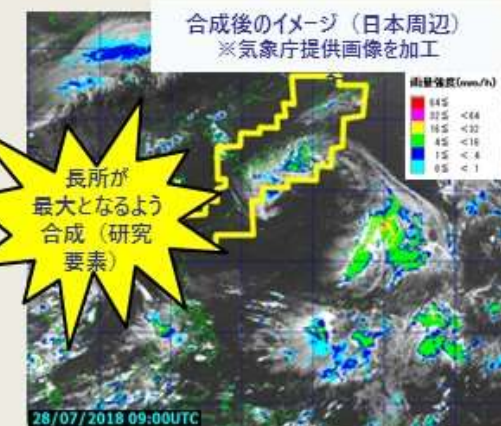 合成後のイメージ（日本周辺）
※気象庁提供画像を加工
雨量強度(mm/h)
64≦
32≦ <64
16≦ <32
4≦ <16
1≦ < 4
0≦ < 1
長所が
最大となるよう
合成（研究
要素）
28/07/2018 09:00UTC